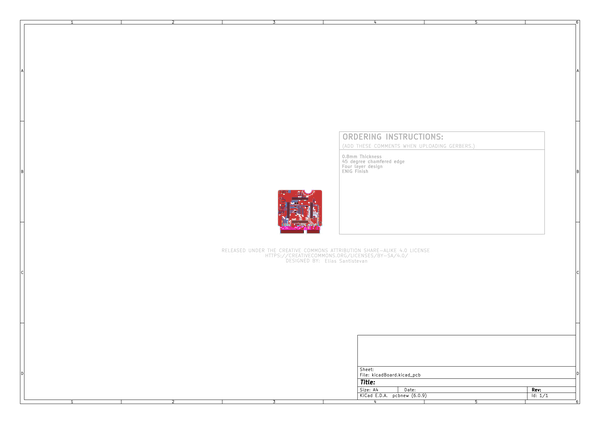 1 2 3 4 5 6
A A
ORDERING INSTRUCTIONS:
(ADD THESE COMMENTS WHEN UPLOADING GERBERS.)
0.8mm Thickness
45 degree chamfered edge
Four layer design
ENIG Finish
B B
RELEASED UNDER THE CREATIVE COMMONS ATTRIBUTION SHARE-ALIKE 4.0 LICENSE
HTTPS://CREATIVECOMMONS.ORG/LICENSES/BY-SA/4.0/
DESIGNED BY: Elias Santistevan
C C
Sheet:
File: kicadBoard.kicad_pcb
D D
Title:
Size: A4 Date: Rev:
KiCad E.D.A. pcbnew (6.0.9) Id: 1/1
1 2 3 4 5 6